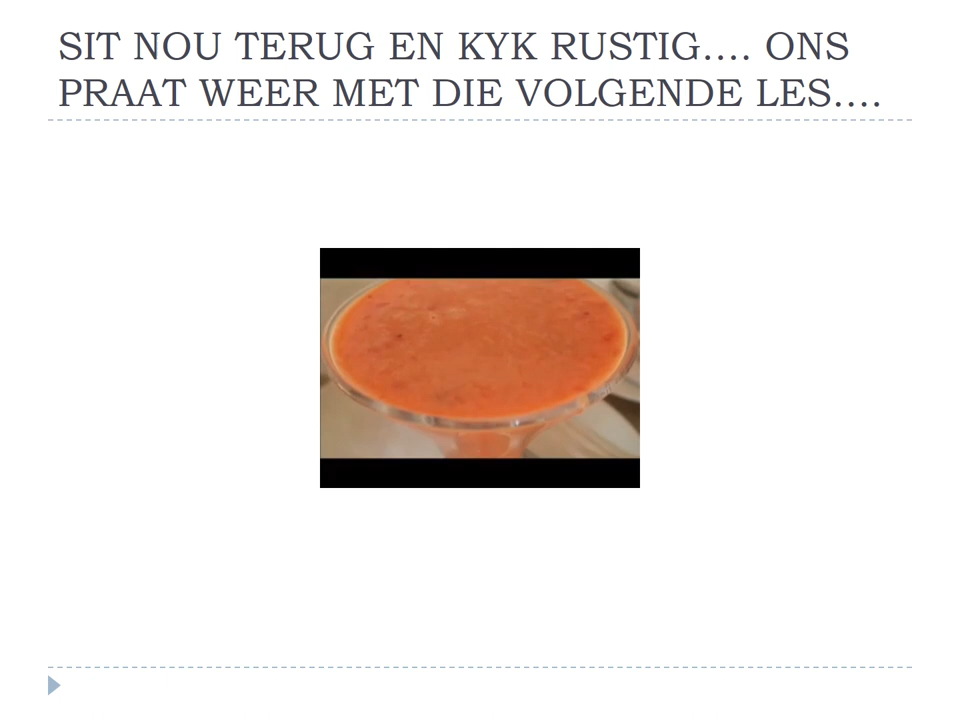 SIT NOU TERUG EN KYK RUSTIG.... ONS
PRAAT WEER MET DIE VOLGENDE LES....